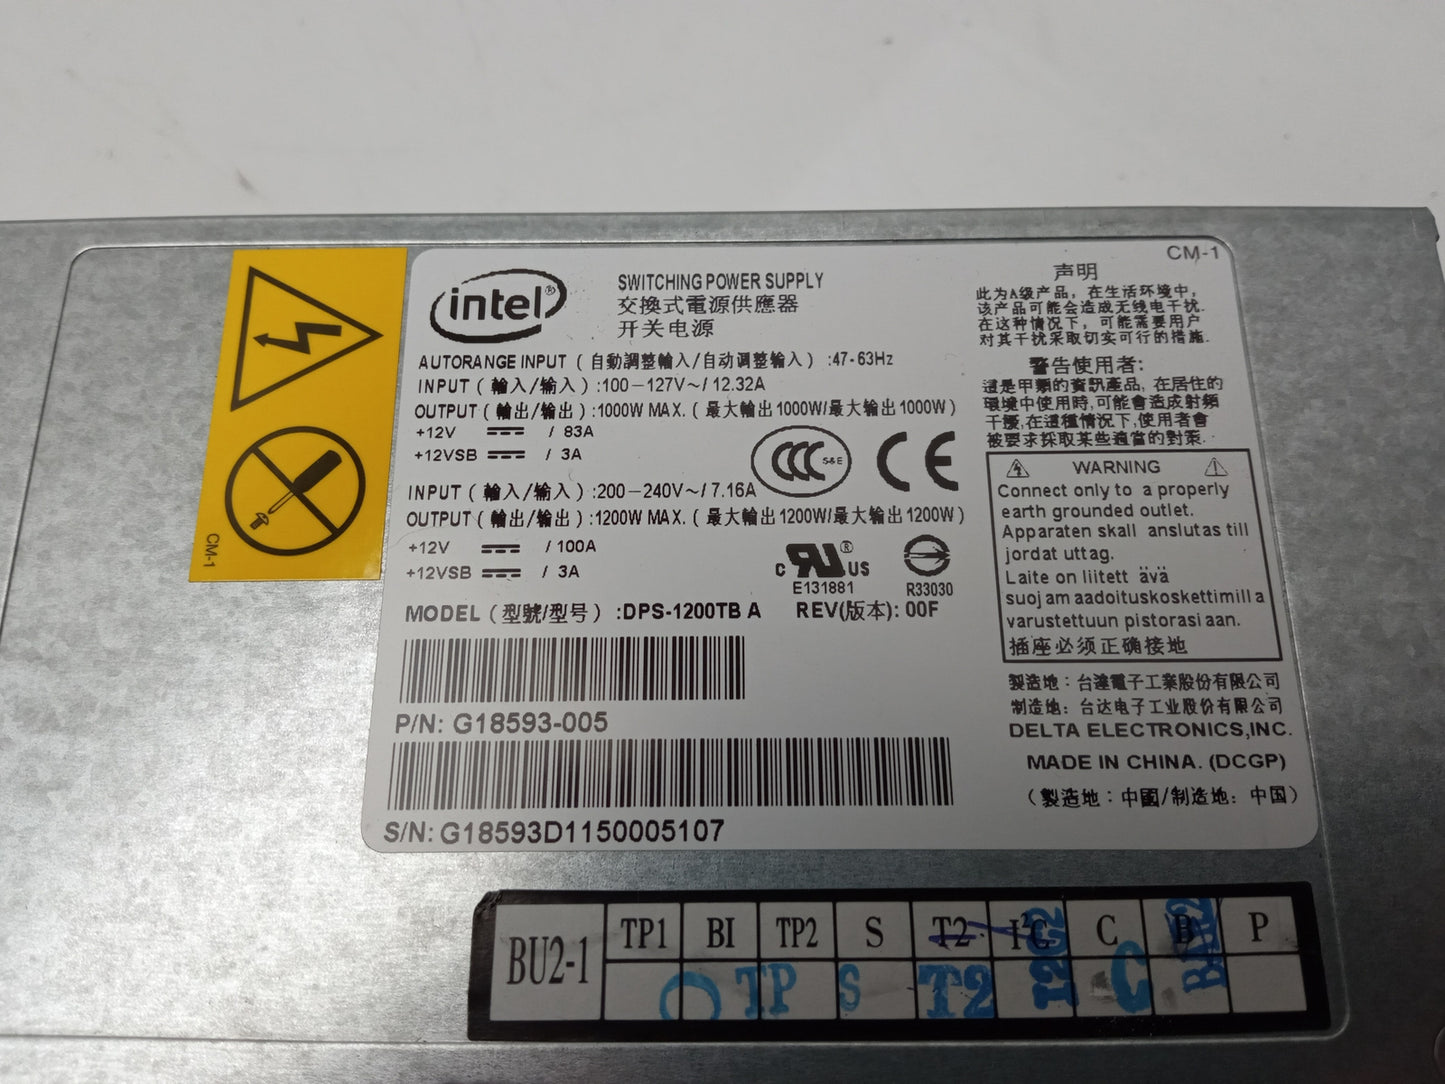 CM-1
intel®
SWITCHING POWER SUPPLY
交換式電源供應器
开关电源
AUTORANGE INPUT ( 自動調整輸入/自动调整输入 ) :47-63Hz
INPUT ( 輸入/输入 ) :100-127V~/ 12.32A
OUTPUT ( 輸出/输出 ) :1000W MAX. ( 最大輸出1000W/最大输出1000W )
+12V / 83A
+12VSB / 3A
INPUT ( 輸入/输入 ) :200-240V~/ 7.16A
OUTPUT ( 輸出/输出 ) :1200W MAX. ( 最大輸出1200W/最大输出1200W )
+12V / 100A
+12VSB / 3A
CCC S&E
CE
C RU ® US
E131881
R33030
MODEL ( 型號/型号 ) :DPS-1200TB A REV(版本): 00F
P/N: G18593-005
S/N: G18593D1150005107
CM-1
声明
此为A级产品，在生活环境中，
该产品可能会造成无线电干扰.
在这种情况下，可能需要用户
对其干扰采取切实可行的措施.
警告使用者:
這是甲類的資訊產品, 在居住的
環境中使用時,可能會造成射頻
干擾,在這種情況下,使用者會
被要求採取某些適當的對策.
WARNING
Connect only to a properly
earth grounded outlet.
Apparaten skall anslutas till
jordat uttag.
Laite on liitett ävä
suoj am aadoituskoskettimill a
varustettuun pistorasi aan.
插座必须正确接地
製造地：台達電子工業股份有限公司
制造地：台达电子工业股份有限公司
DELTA ELECTRONICS,INC.
MADE IN CHINA. (DCGP)
( 製造地：中國/制造地：中国 )
BU2-1 TP1 BI TP2 S T2 I²C C B P
TP S T2 I2C2 C